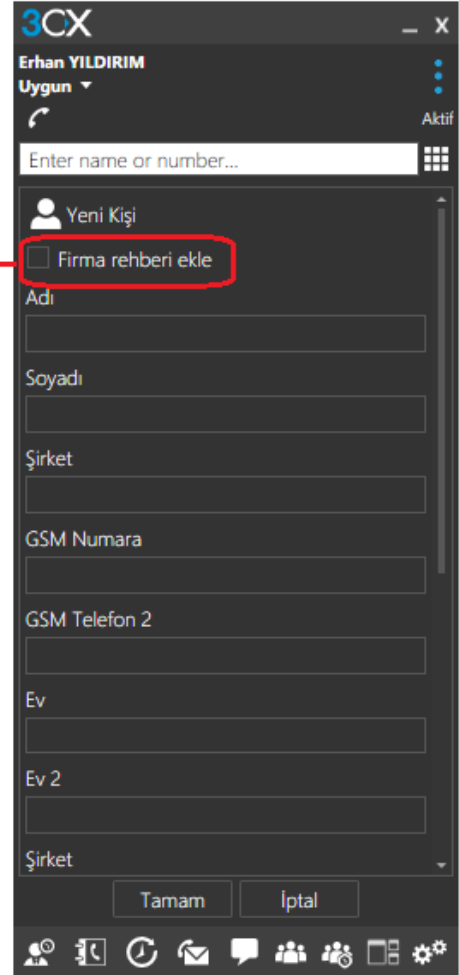 3CX
_ x
Erhan YILDIRIM
Uygun
Aktif
Enter name or number...
Yeni Kişi
Firma rehberi ekle
Adı
Soyadı
Şirket
GSM Numara
GSM Telefon 2
Ev
Ev 2
Şirket
Tamam İptal